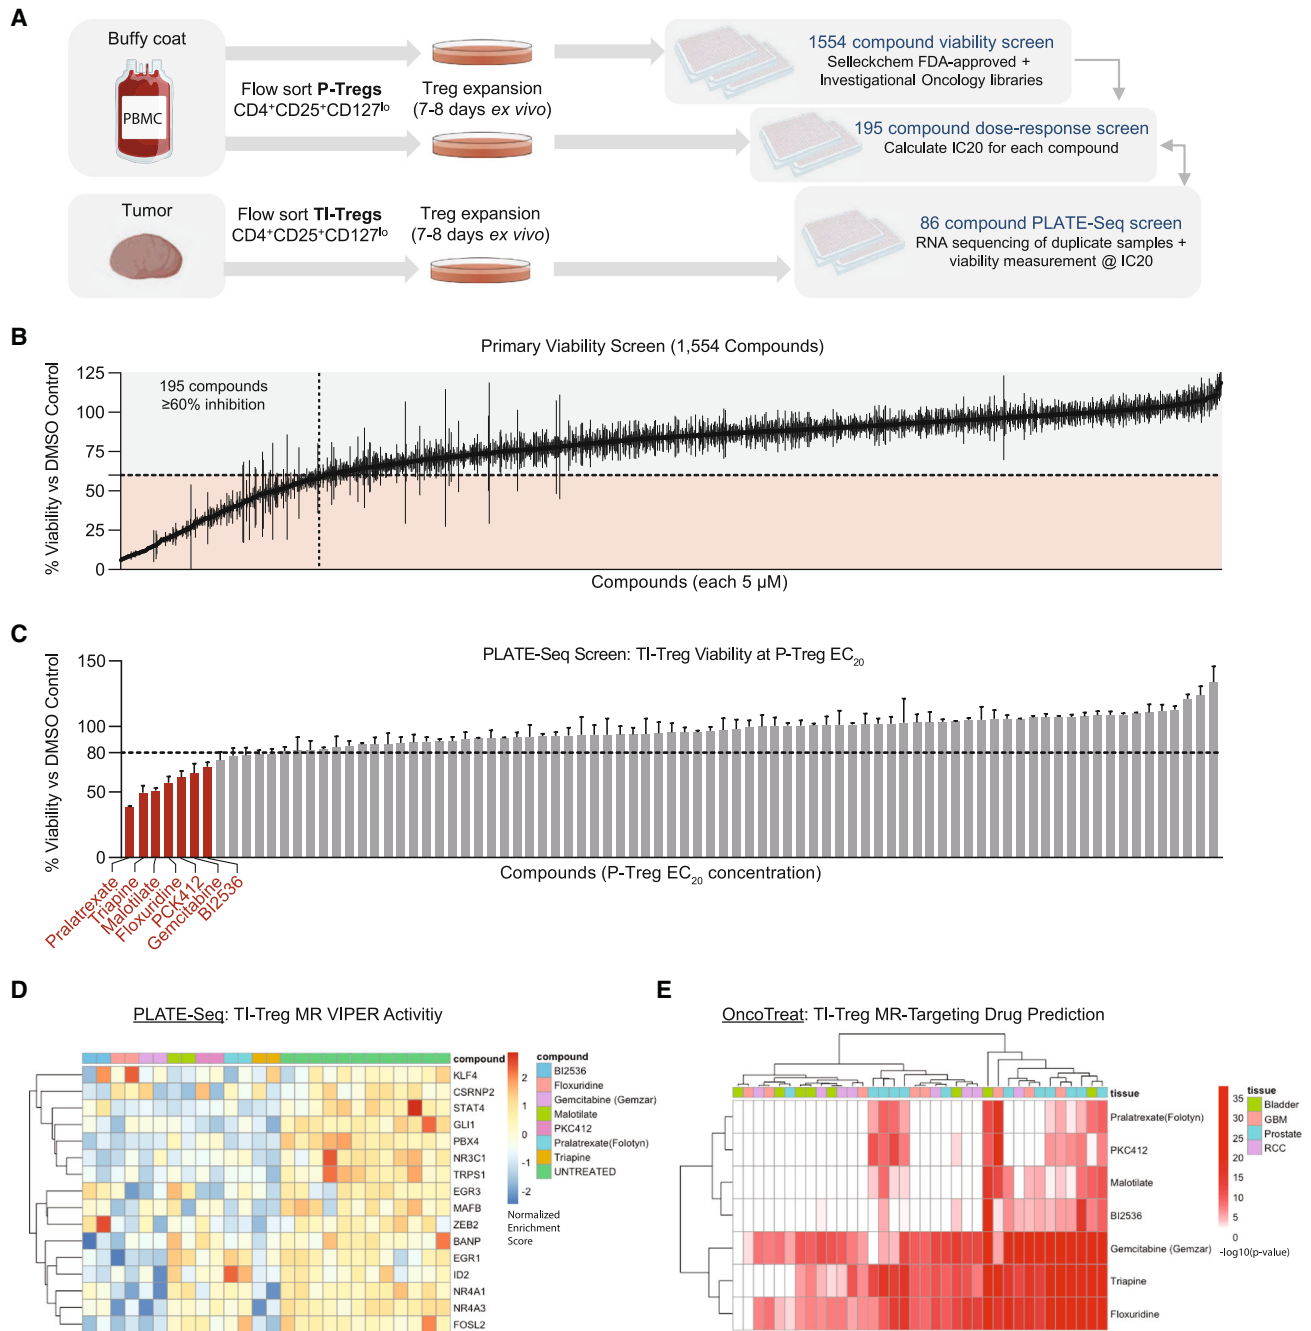 A
Buffy coat
PBMC
Flow sort P-Tregs
CD4+CD25+CD127lo
Treg expansion
(7-8 days ex vivo)
1554 compound viability screen
Selleckchem FDA-approved +
Investigational Oncology libraries
195 compound dose-response screen
Calculate IC20 for each compound
Tumor
Flow sort TI-Tregs
CD4+CD25+CD127lo
Treg expansion
(7-8 days ex vivo)
86 compound PLATE-Seq screen
RNA sequencing of duplicate samples +
viability measurement @ IC20
B
Primary Viability Screen (1,554 Compounds)
% Viability vs DMSO Control
125
100
75
50
25
0
195 compounds
≥60% inhibition
Compounds (each 5 µM)
C
PLATE-Seq Screen: TI-Treg Viability at P-Treg EC20
% Viability vs DMSO Control
150
100
80
50
0
Pralatrexate
Triapine
Malotilate
Floxuridine
PCK412
Gemcitabine
BI2536
Compounds (P-Treg EC20 concentration)
D
PLATE-Seq: TI-Treg MR VIPER Activitiy
compound
KLF4
CSRNP2
STAT4
GLI1
PBX4
NR3C1
TRPS1
EGR3
MAFB
ZEB2
BANP
EGR1
ID2
NR4A1
NR4A3
FOSL2
2
1
0
-1
-2
Normalized
Enrichment
Score
compound
BI2536
Floxuridine
Gemcitabine (Gemzar)
Malotilate
PKC412
Pralatrexate(Folotyn)
Triapine
UNTREATED
E
OncoTreat: TI-Treg MR-Targeting Drug Prediction
tissue
Pralatrexate(Folotyn)
PKC412
Malotilate
BI2536
Gemcitabine (Gemzar)
Triapine
Floxuridine
35
30
25
20
15
10
5
0
-log10(p-value)
tissue
Bladder
GBM
Prostate
RCC